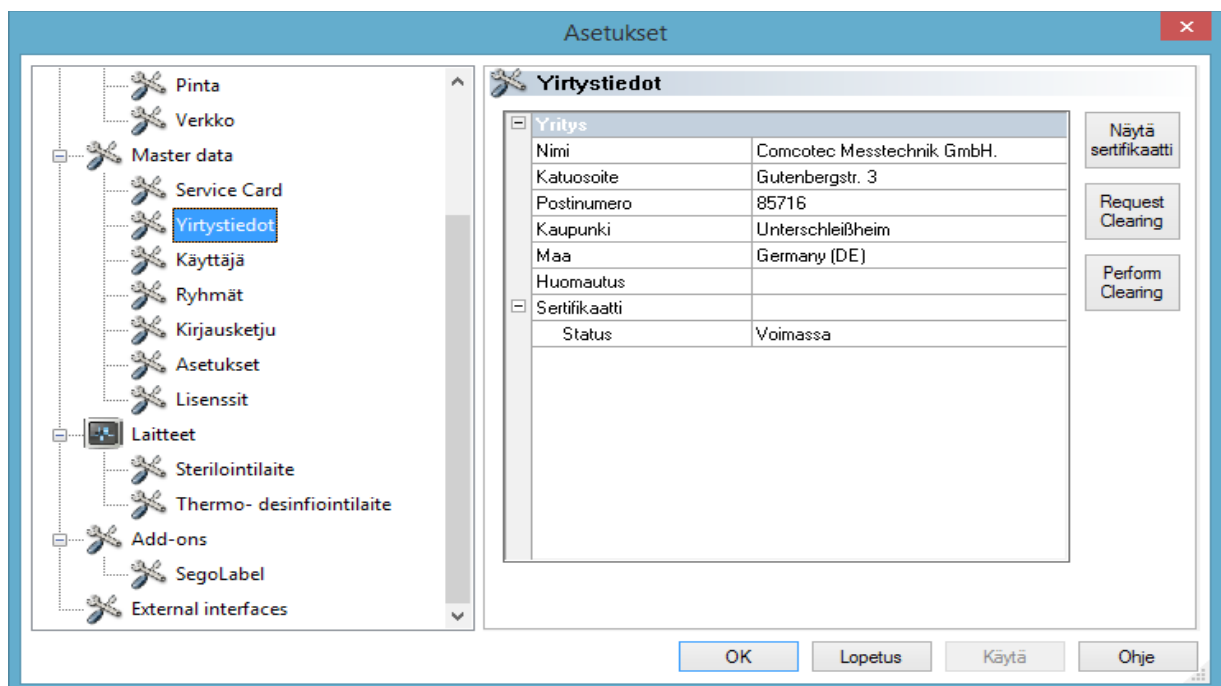 Asetukset
Pinta
Verkko
Master data
Service Card
Yirtystiedot
Käyttäjä
Ryhmät
Kirjausketju
Asetukset
Lisenssit
Laitteet
Sterilointilaite
Thermo- desinfiointilaite
Add-ons
SegoLabel
External interfaces
Yirtystiedot
Yritys
Nimi Comcotec Messtechnik GmbH.
Katuosoite Gutenbergstr. 3
Postinumero 85716
Kaupunki Unterschleißheim
Maa Germany (DE)
Huomautus
Sertifikaatti
Status Voimassa
Näytä
sertifikaatti
Request
Clearing
Perform
Clearing
OK Lopetus Käytä Ohje